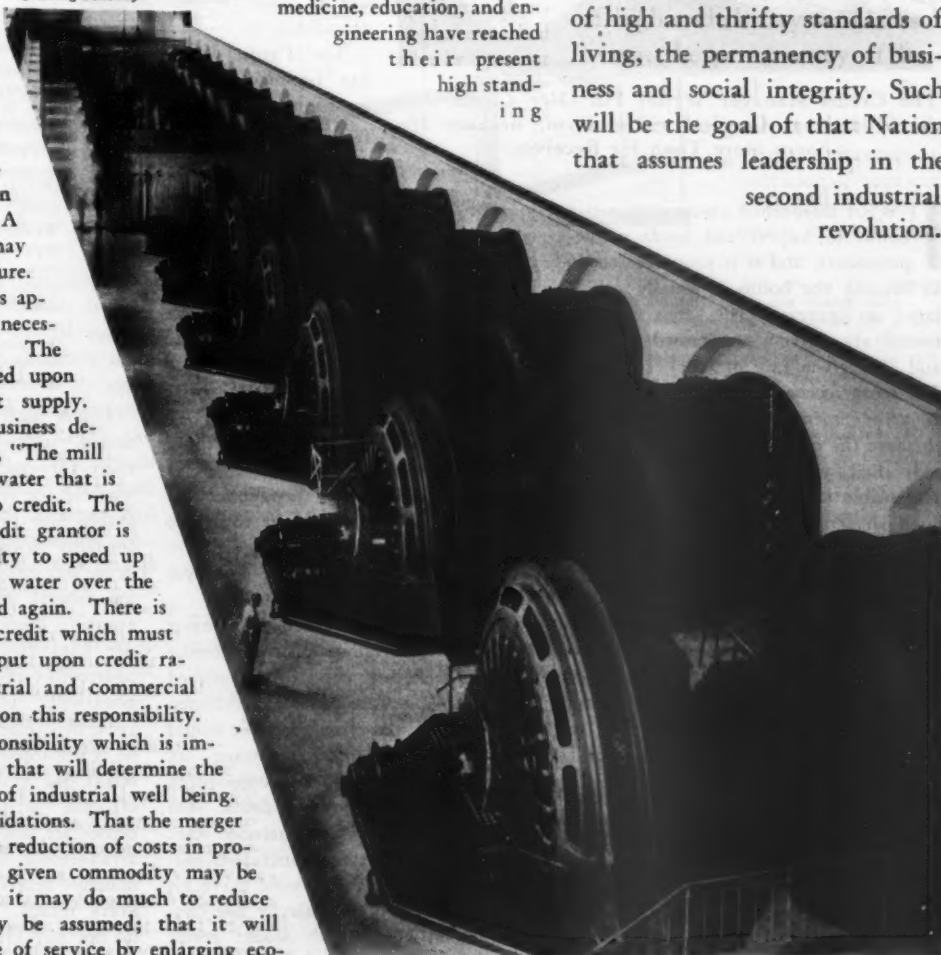 medicine, education, and en-
gineering have reached
their present
high stand-
ing
of high and thrifty standards of
living, the permanency of busi-
ness and social integrity. Such
will be the goal of that Nation
that assumes leadership in the
second industrial
revolution.
n
A
nay
ure.
s ap-
neces-
The
ed upon
t supply.
usiness de-
"The mill
water that is
o credit. The
dit grantor is
ity to speed up
water over the
d again. There is
credit which must
put upon credit ra-
trial and commercial
on this responsibility.
onsibility which is im-
that will determine the
of industrial well being.
idations. That the merger
reduction of costs in pro-
given commodity may be
it may do much to reduce
y be assumed; that it will
e of service by enlarging eco-